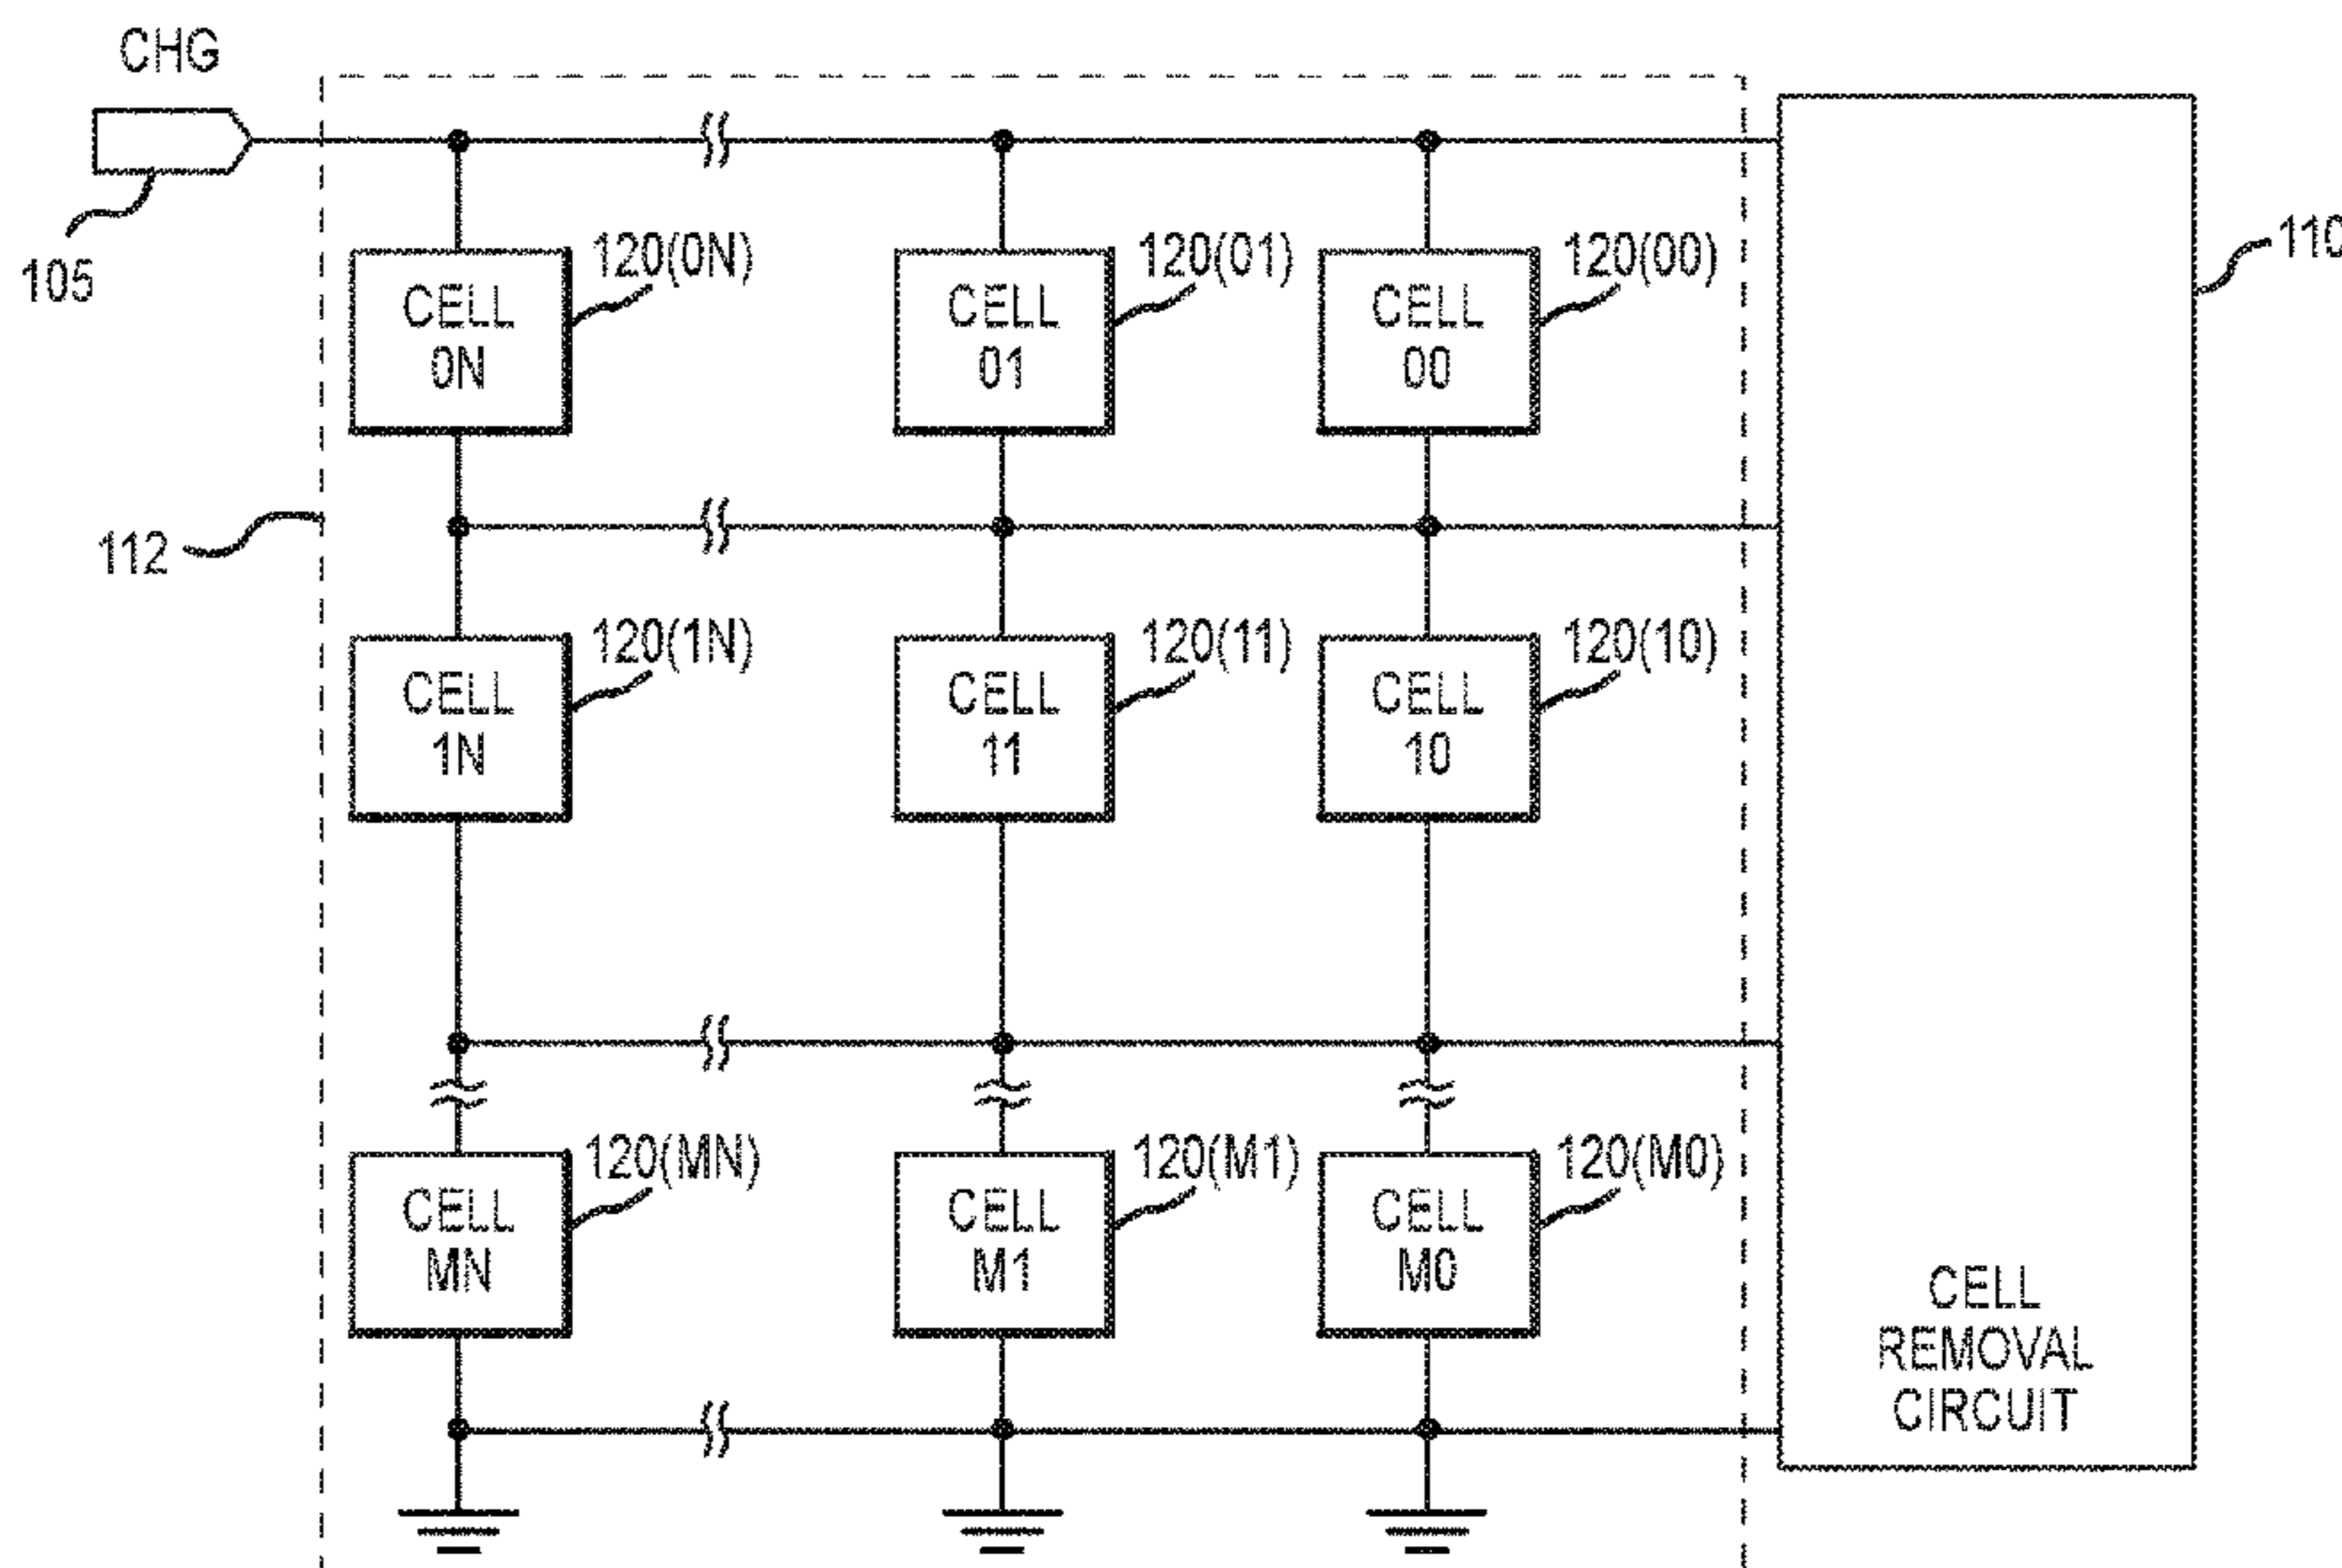 CHG
105
110
112
120(0N)
120(01)
120(00)
CELL
0N
CELL
01
CELL
00
120(1N)
120(11)
120(10)
CELL
1N
CELL
11
CELL
10
120(MN)
120(M1)
120(M0)
CELL
MN
CELL
M1
CELL
M0
CELL
REMOVAL
CIRCUIT